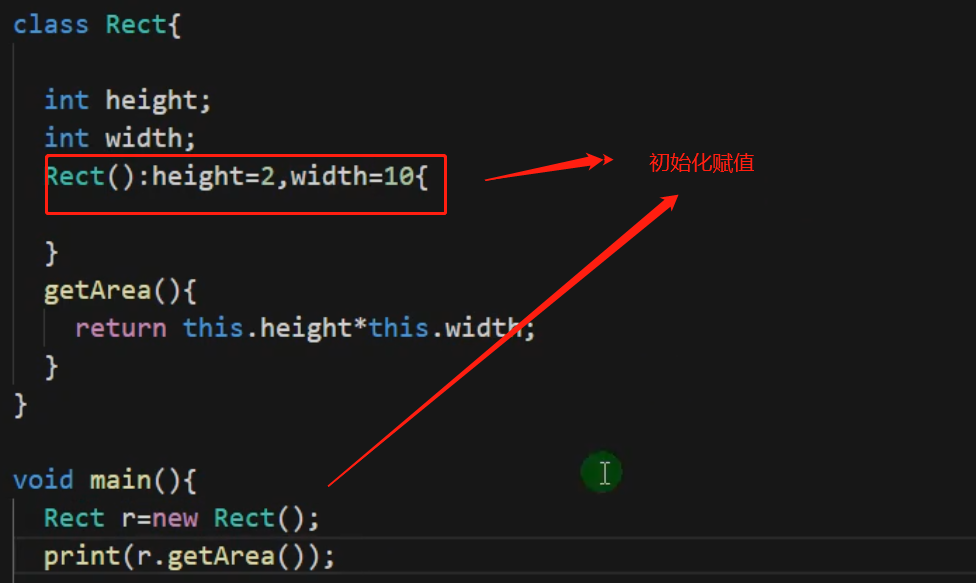 class Rect{
int height;
int width;
Rect():height=2,width=10{
初始化赋值
}
getArea(){
return this.height*this.width;
}
}
void main(){
Rect r=new Rect();
print(r.getArea());